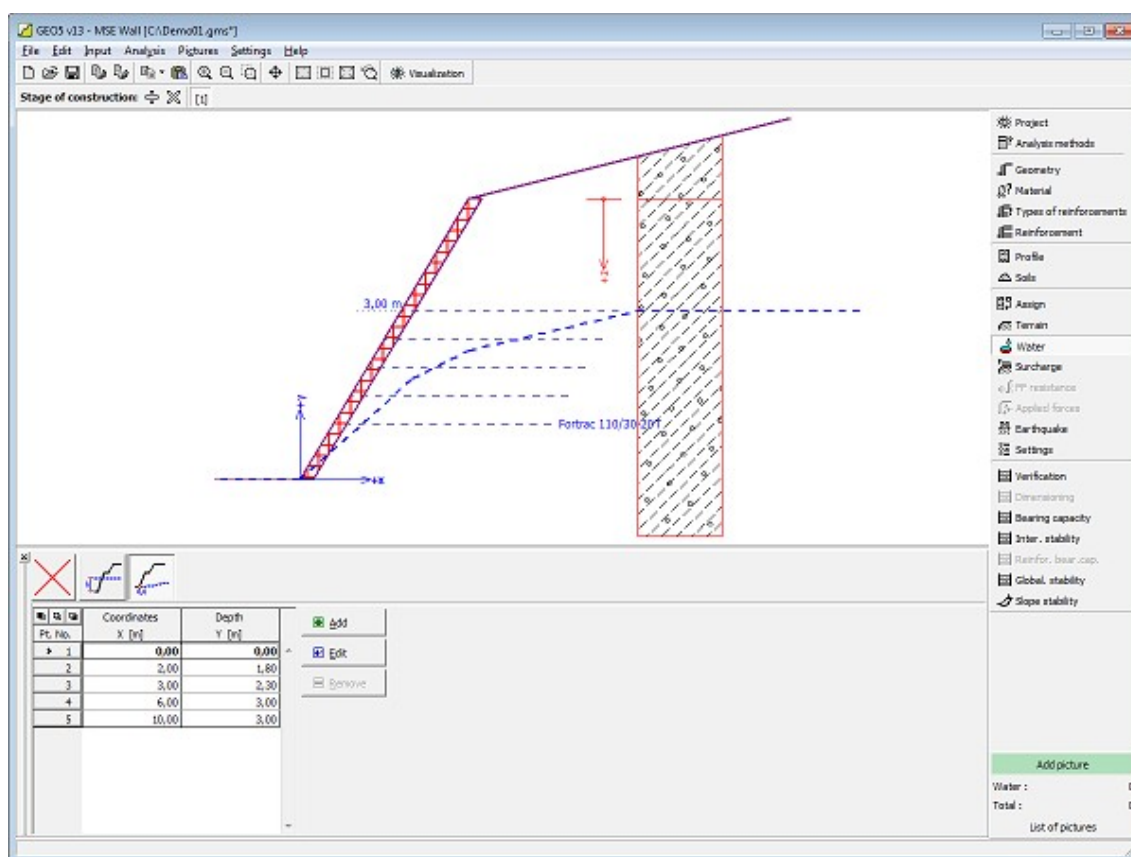 GEO5 v13 - MSE Wall [C:\Demo01.gms*]
File Edit Input Analysis Pictures Settings Help
Visualization
Stage of construction: [1]
Project
Analysis methods
Geometry
Material
Types of reinforcements
Reinforcement
Profile
Soils
Assign
Terrain
Water
Surcharge
FF resistance
Applied forces
Earthquake
Settings
Verification
Dimensioning
Bearing capacity
Inter. stability
Reinfor. bear.cap.
Global. stability
Slope stability
+Z
3,00 m
Fortrac 110/30-20T
+Y
+X
Coordinates Depth
Pt. No. X [m] Y [m]
1 0,00 0,00
2 2,00 1,80
3 3,00 2,30
4 6,00 3,00
5 10,00 3,00
Add
Edit
Remove
Add picture
Water :
Total :
List of pictures